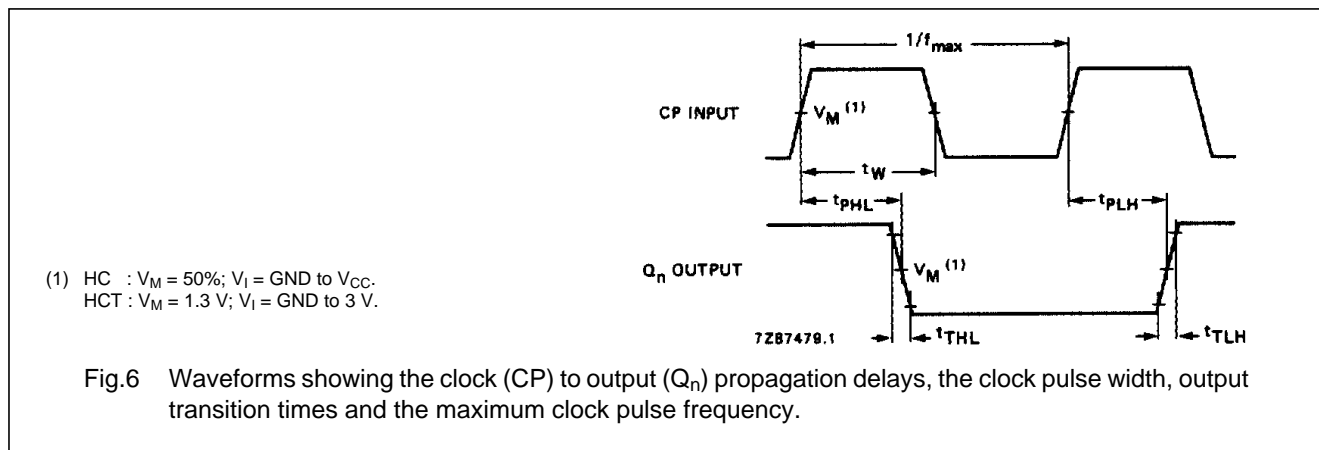 1/fmax
CP INPUT
VM (1)
tW
tPHL
tPLH
Qn OUTPUT
VM (1)
(1) HC : VM = 50%; VI = GND to VCC.
HCT : VM = 1.3 V; VI = GND to 3 V.
7Z87479.1
tTHL
tTLH
Fig.6 Waveforms showing the clock (CP) to output (Qn) propagation delays, the clock pulse width, output
transition times and the maximum clock pulse frequency.